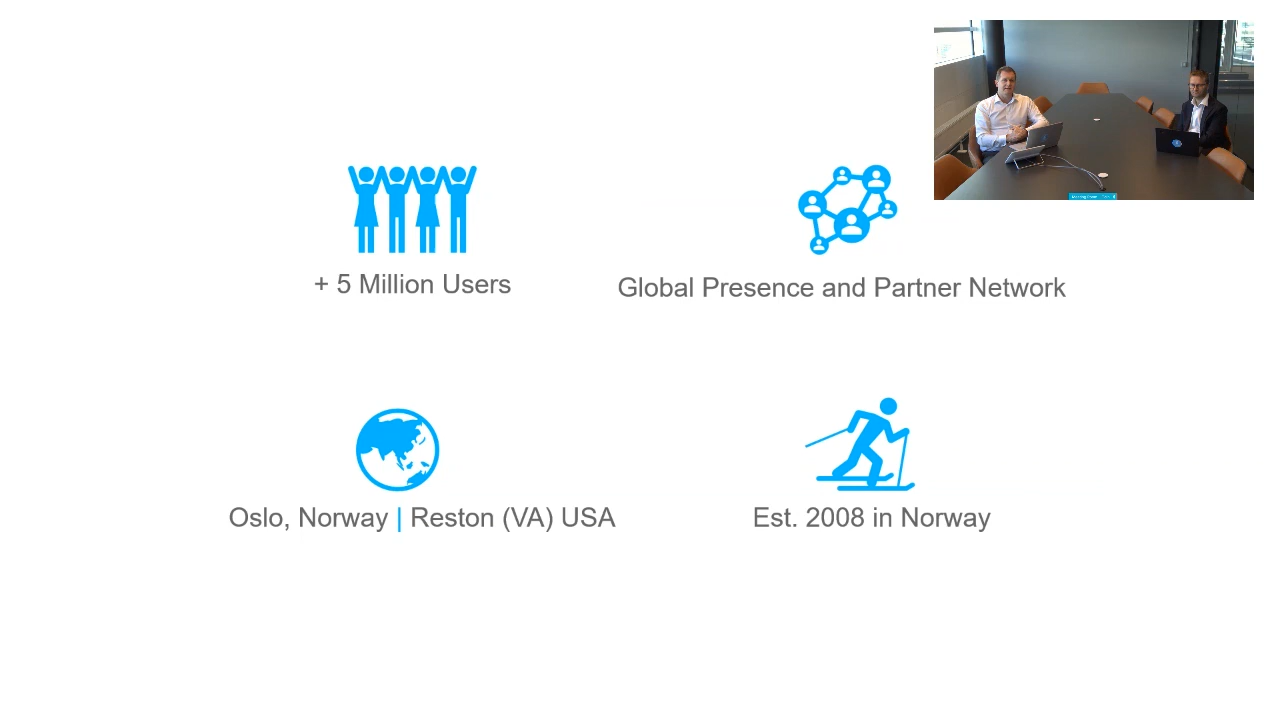 + 5 Million Users
Global Presence and Partner Network
Oslo, Norway | Reston (VA) USA
Est. 2008 in Norway